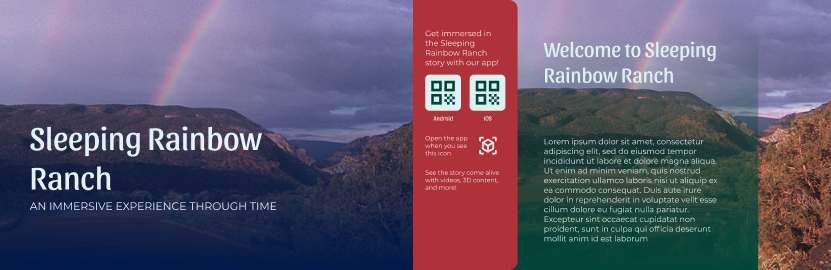 Sleeping Rainbow
Ranch
AN IMMERSIVE EXPERIENCE THROUGH TIME
Get immersed in
the Sleeping
Rainbow Ranch
story with our app!
Android
iOS
Open the app
when you see
this icon
See the story come alive
with videos, 3D content,
and more!
Welcome to Sleeping
Rainbow Ranch
Lorem ipsum dolor sit amet, consectetur
adipiscing elit, sed do eiusmod tempor
incididunt ut labore et dolore magna aliqua.
Ut enim ad minim veniam, quis nostrud
exercitation ullamco laboris nisi ut aliquip ex
ea commodo consequat. Duis aute irure
dolor in reprehenderit in voluptate velit esse
cillum dolore eu fugiat nulla pariatur.
Excepteur sint occaecat cupidatat non
proident, sunt in culpa qui officia deserunt
mollit anim id est laborum